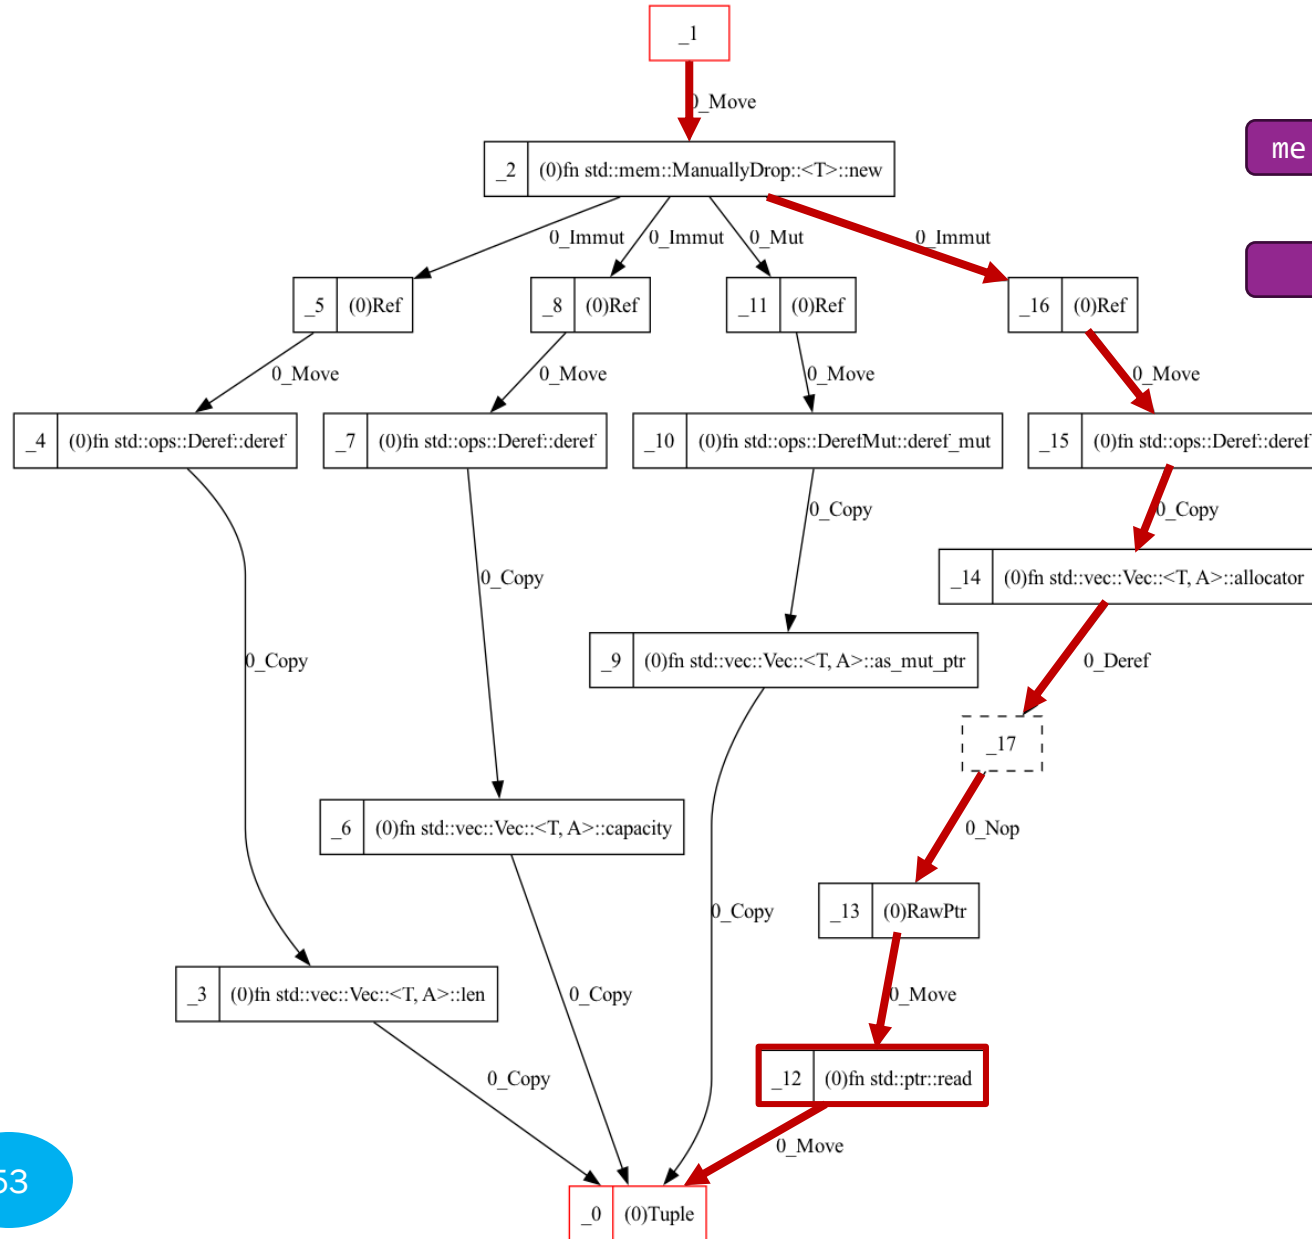 _1
0_Move
me
_2 (0)fn std::mem::ManuallyDrop::<T>::new
0_Immut 0_Immut 0_Mut 0_Immut
_5 (0)Ref _8 (0)Ref _11 (0)Ref _16 (0)Ref
0_Move 0_Move 0_Move 0_Move
_4 (0)fn std::ops::Deref::deref _7 (0)fn std::ops::Deref::deref _10 (0)fn std::ops::DerefMut::deref_mut _15 (0)fn std::ops::Deref::deref
0_Copy 0_Copy
0_Copy _14 (0)fn std::vec::Vec::<T, A>::allocator
0_Copy _9 (0)fn std::vec::Vec::<T, A>::as_mut_ptr 0_Deref
_17
_6 (0)fn std::vec::Vec::<T, A>::capacity 0_Nop
0_Copy _13 (0)RawPtr
_3 (0)fn std::vec::Vec::<T, A>::len 0_Copy 0_Move
0_Copy _12 (0)fn std::ptr::read
0_Move
53
_0 (0)Tuple